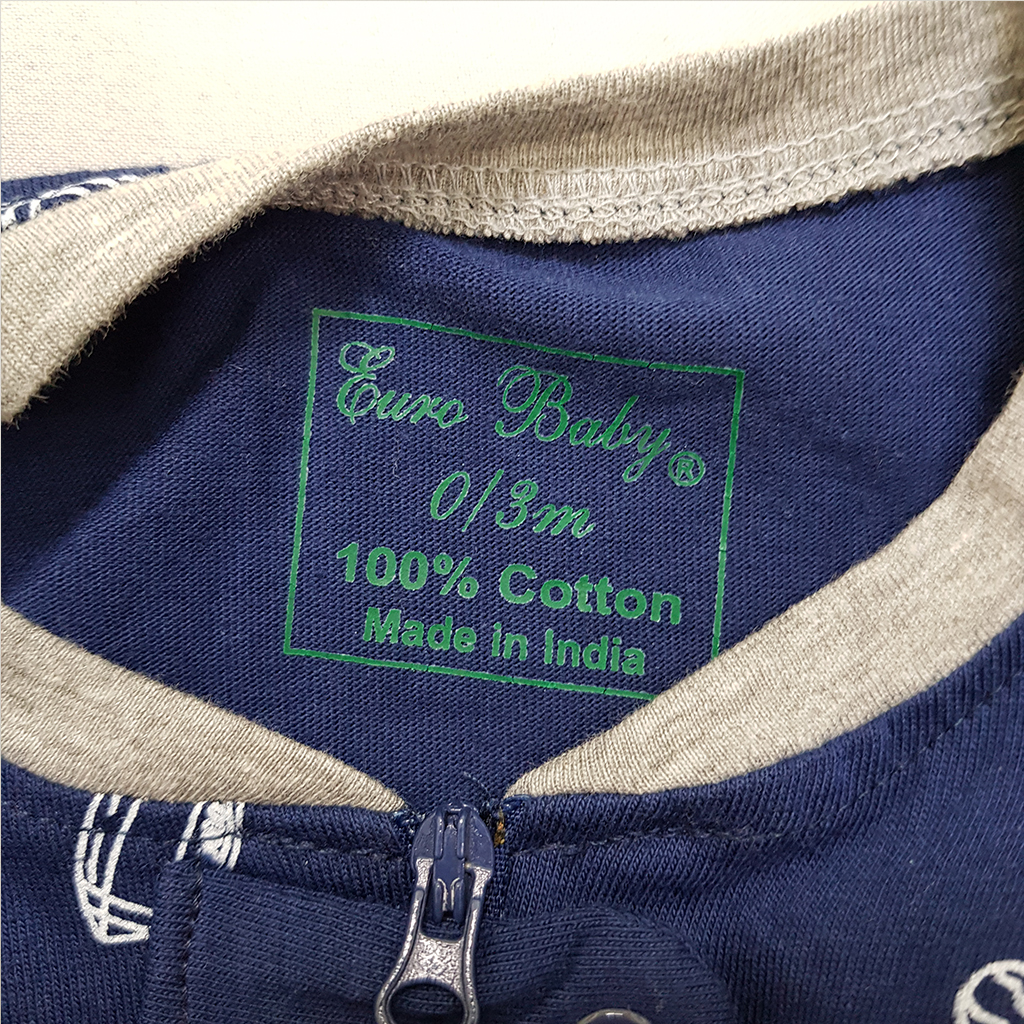 Euro Baby®
0/3m
100% Cotton
Made in India